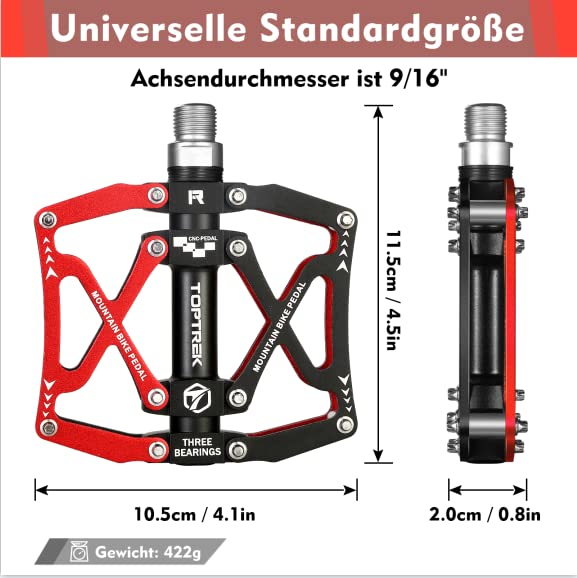 Universelle Standardgröße
Achsendurchmesser ist 9/16"
R
CNC-PEDAL
MOUNTAIN BIKE PEDAL
TOPTREK
MOUNTAIN BIKE PEDAL
THREE
BEARINGS
11.5cm / 4.5in
10.5cm / 4.1in
2.0cm / 0.8in
Gewicht: 422g